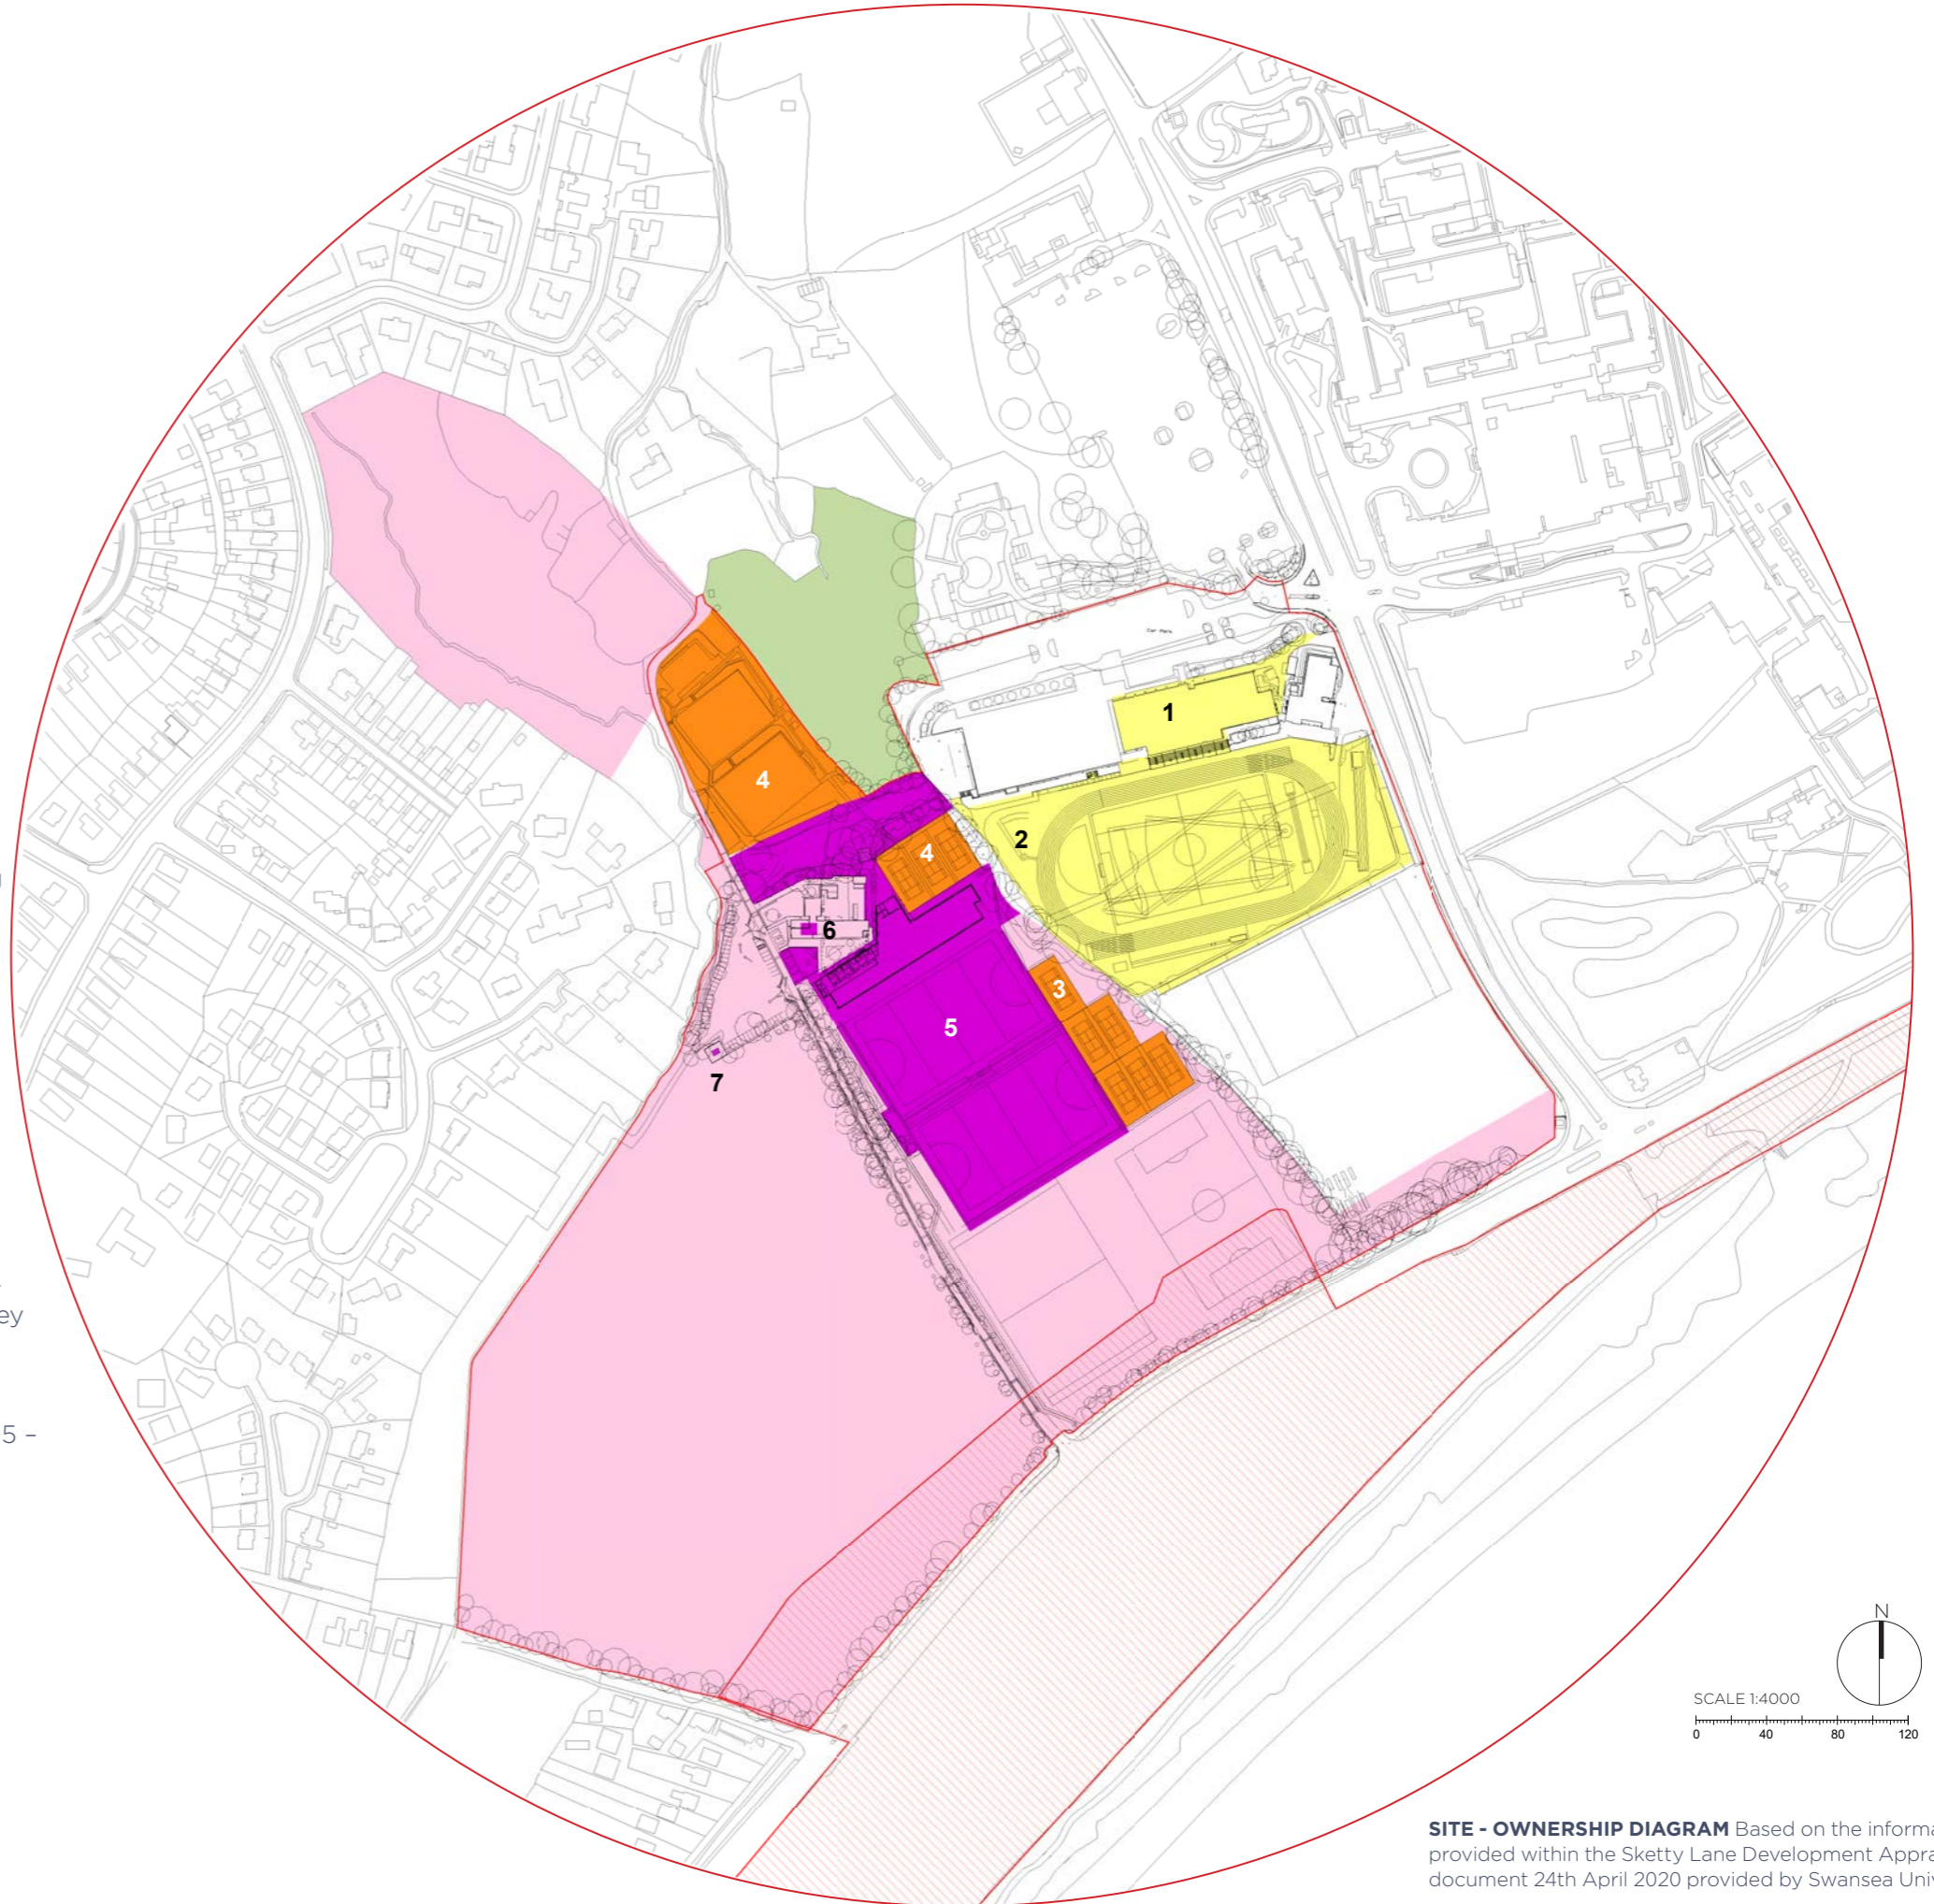 Car Park
1
2
4
4
3
6
5
7
ey
5 –
N
SCALE 1:4000
0 40 80 120
SITE - OWNERSHIP DIAGRAM Based on the informa
provided within the Sketty Lane Development Appra
document 24th April 2020 provided by Swansea Univ